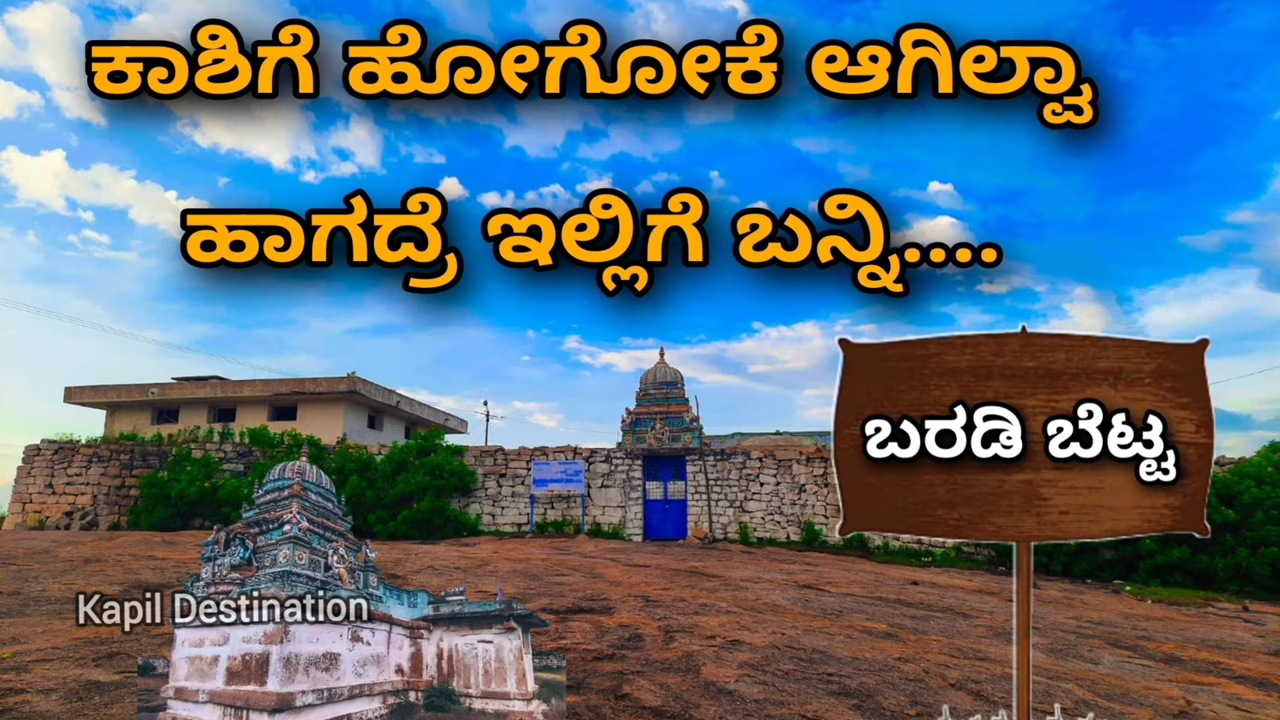 ಕಾಶಿಗೆ ಹೋಗೋಕೆ ಆಗಿಲ್ವಾ
ಹಾಗದ್ರೆ ಇಲ್ಲಿಗೆ ಬನ್ನಿ....
ಬರಡಿ ಬೆಟ್ಟ
Kapil Destination